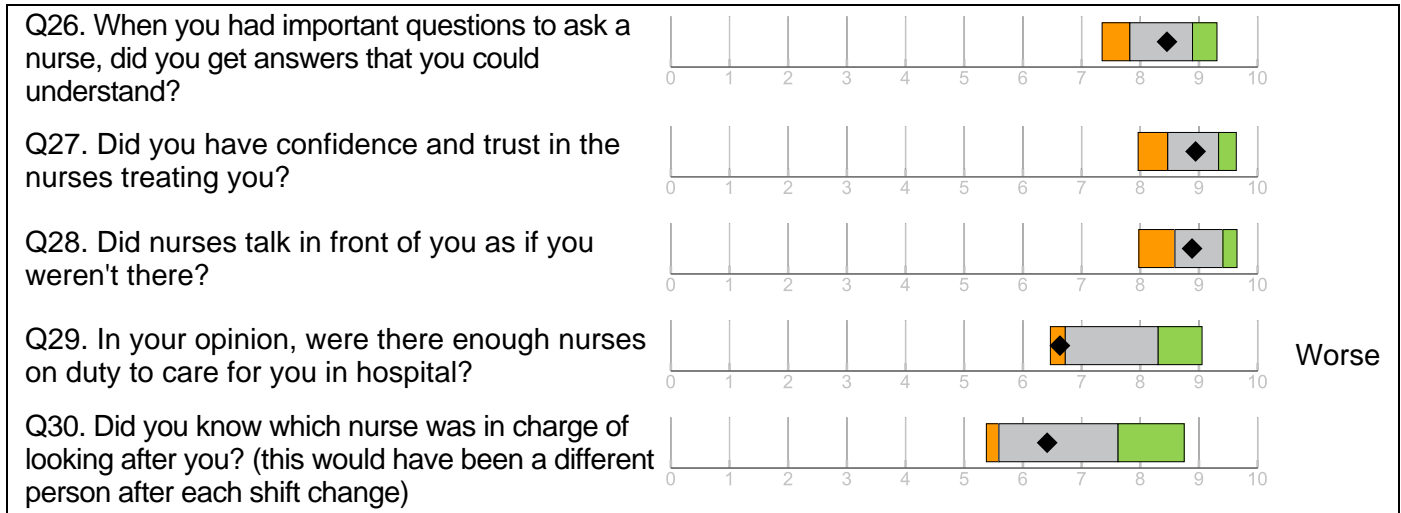 Q26. When you had important questions to ask a
nurse, did you get answers that you could
understand?
0 1 2 3 4 5 6 7 8 9 10
Q27. Did you have confidence and trust in the
nurses treating you?
0 1 2 3 4 5 6 7 8 9 10
Q28. Did nurses talk in front of you as if you
weren't there?
0 1 2 3 4 5 6 7 8 9 10
Q29. In your opinion, were there enough nurses
on duty to care for you in hospital?
0 1 2 3 4 5 6 7 8 9 10
Worse
Q30. Did you know which nurse was in charge of
looking after you? (this would have been a different
person after each shift change)
0 1 2 3 4 5 6 7 8 9 10